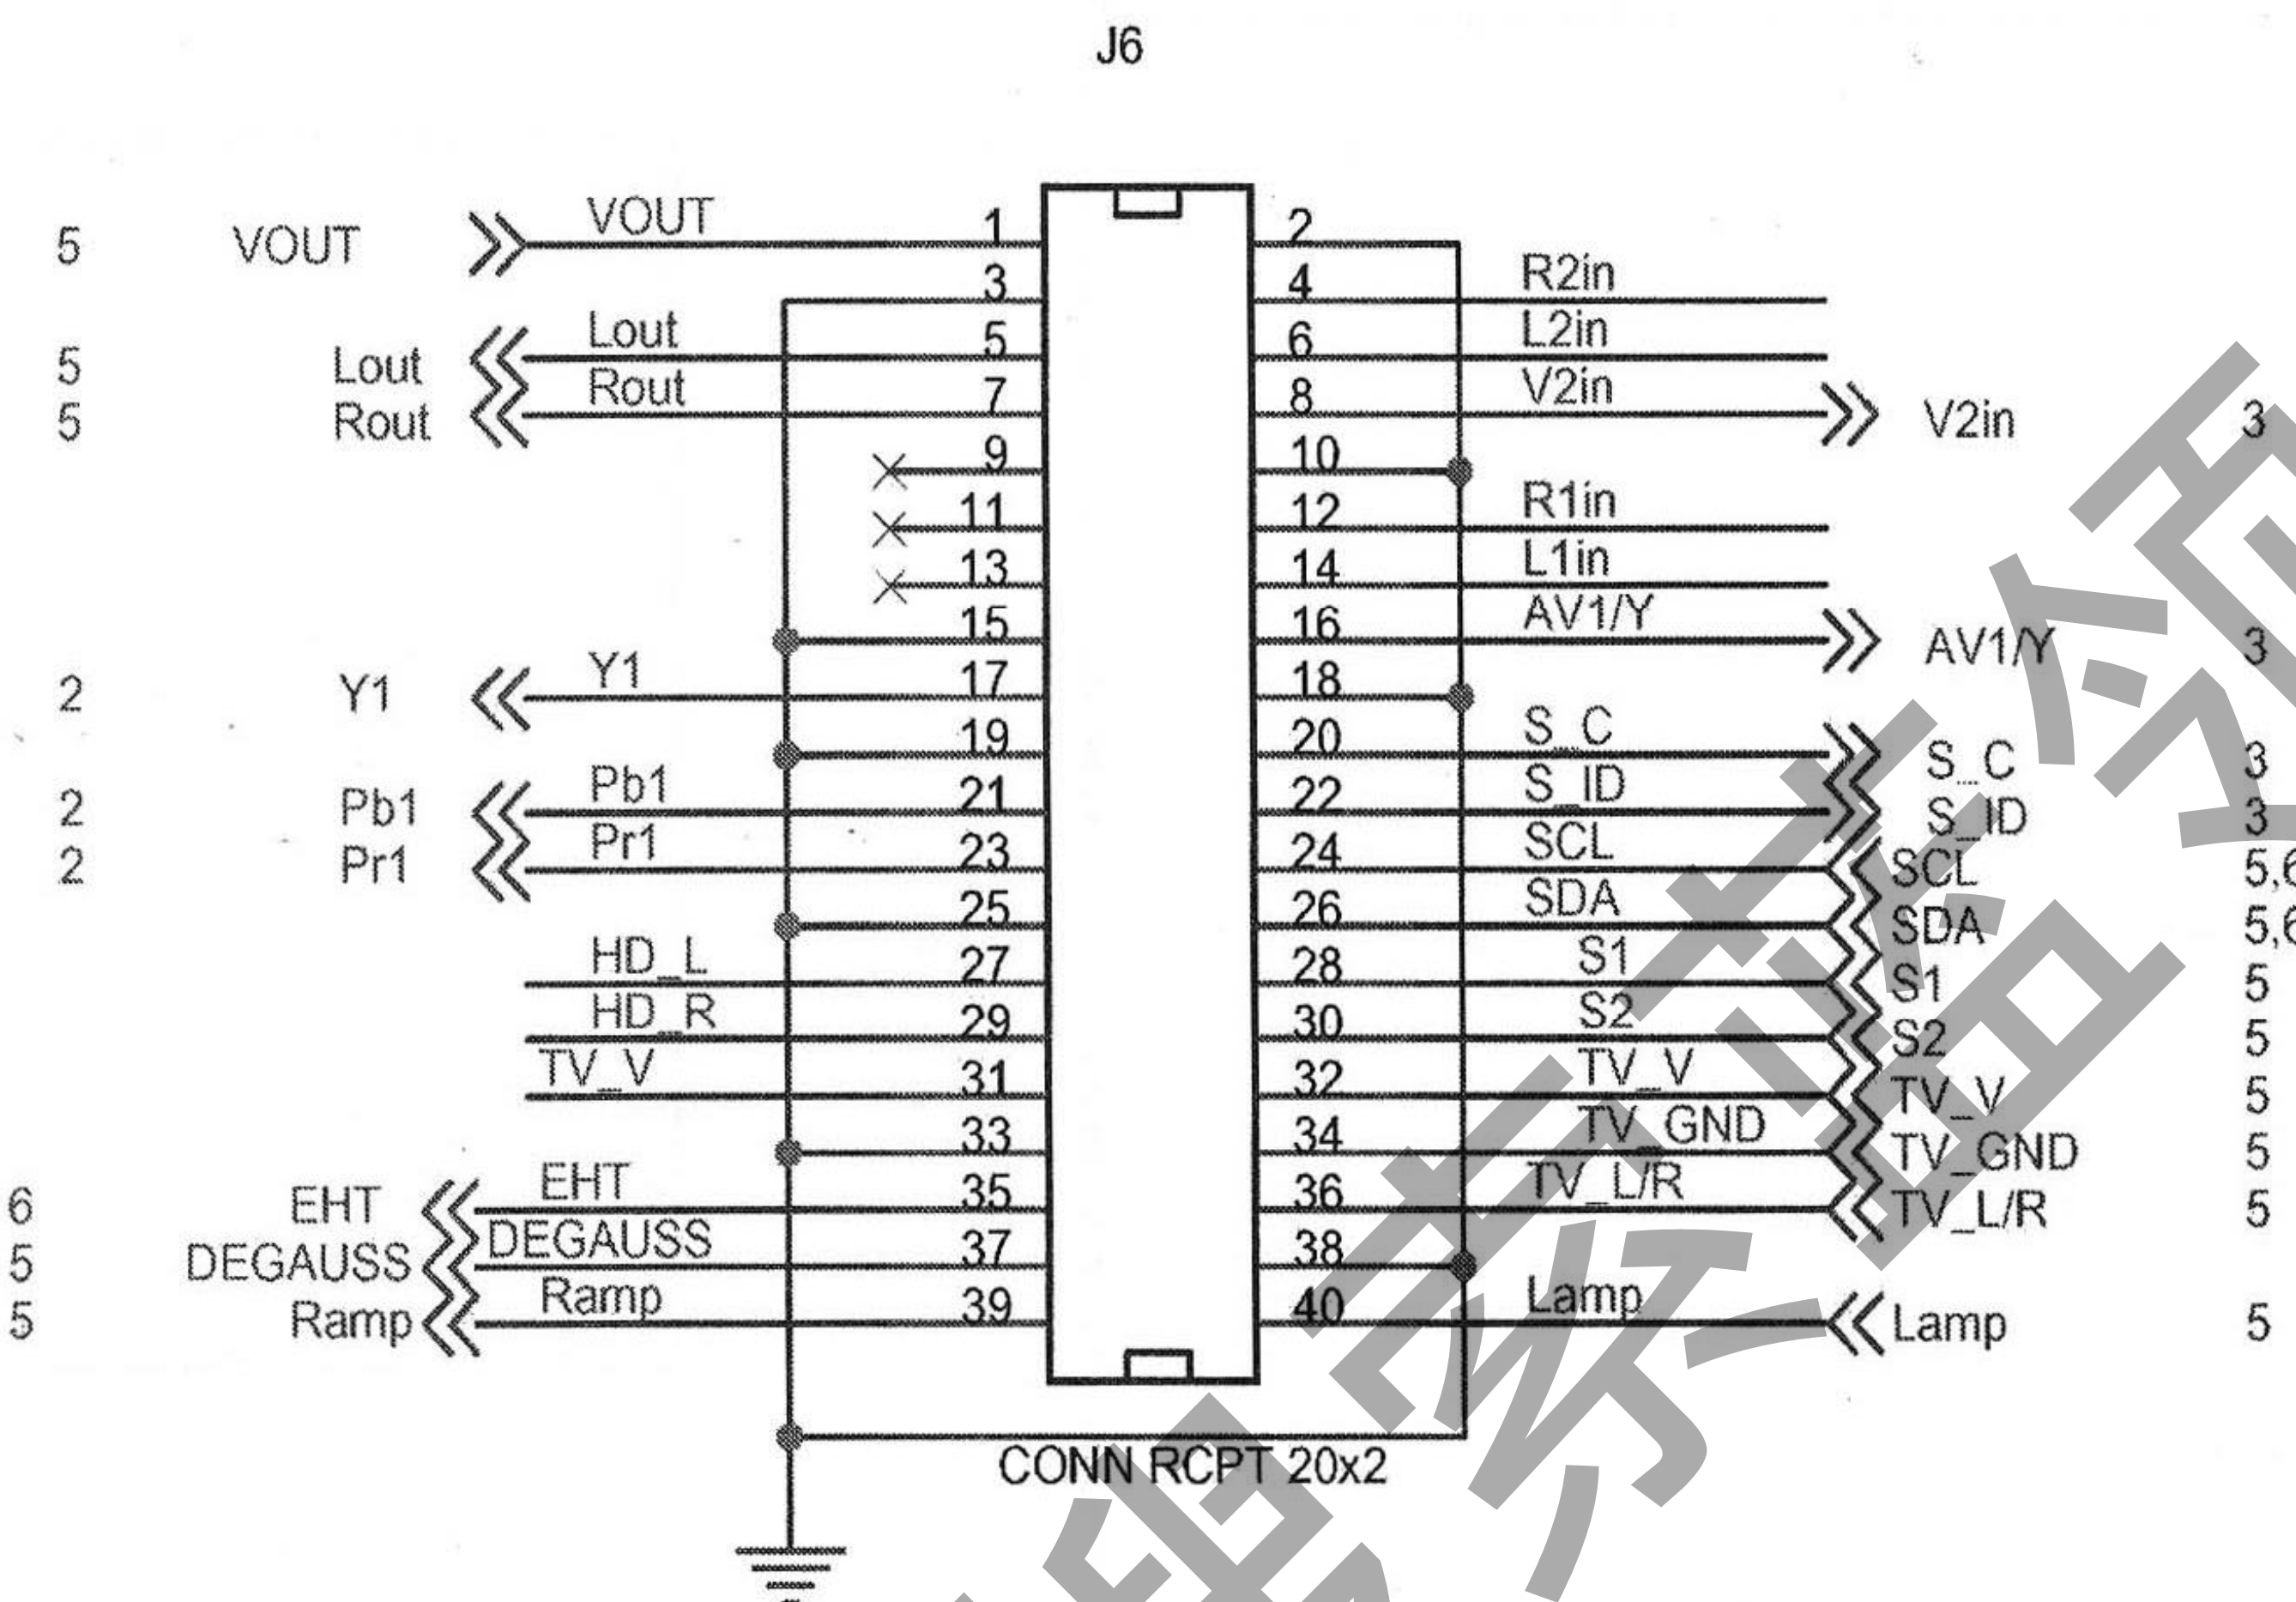 J6
5 VOUT VOUT 1 2
3 4 R2in
5 Lout Lout 5 6 L2in
5 Rout Rout 7 8 V2in V2in 3
9 10
11 12 R1in
13 14 L1in
15 16 AV1/Y AV1/Y 3
2 Y1 Y1 17 18
19 20 S_C S_C 3
2 Pb1 Pb1 21 22 S_ID S_ID 3
2 Pr1 Pr1 23 24 SCL SCL 5,6
25 26 SDA SDA 5,6
HD_L 27 28 S1 S1 5
HD_R 29 30 S2 S2 5
TV_V 31 32 TV_V TV_V 5
33 34 TV_GND TV_GND 5
6 EHT EHT 35 36 TV_L/R TV_L/R 5
5 DEGAUSS DEGAUSS 37 38
5 Ramp Ramp 39 40 Lamp Lamp 5
CONN RCPT 20x2